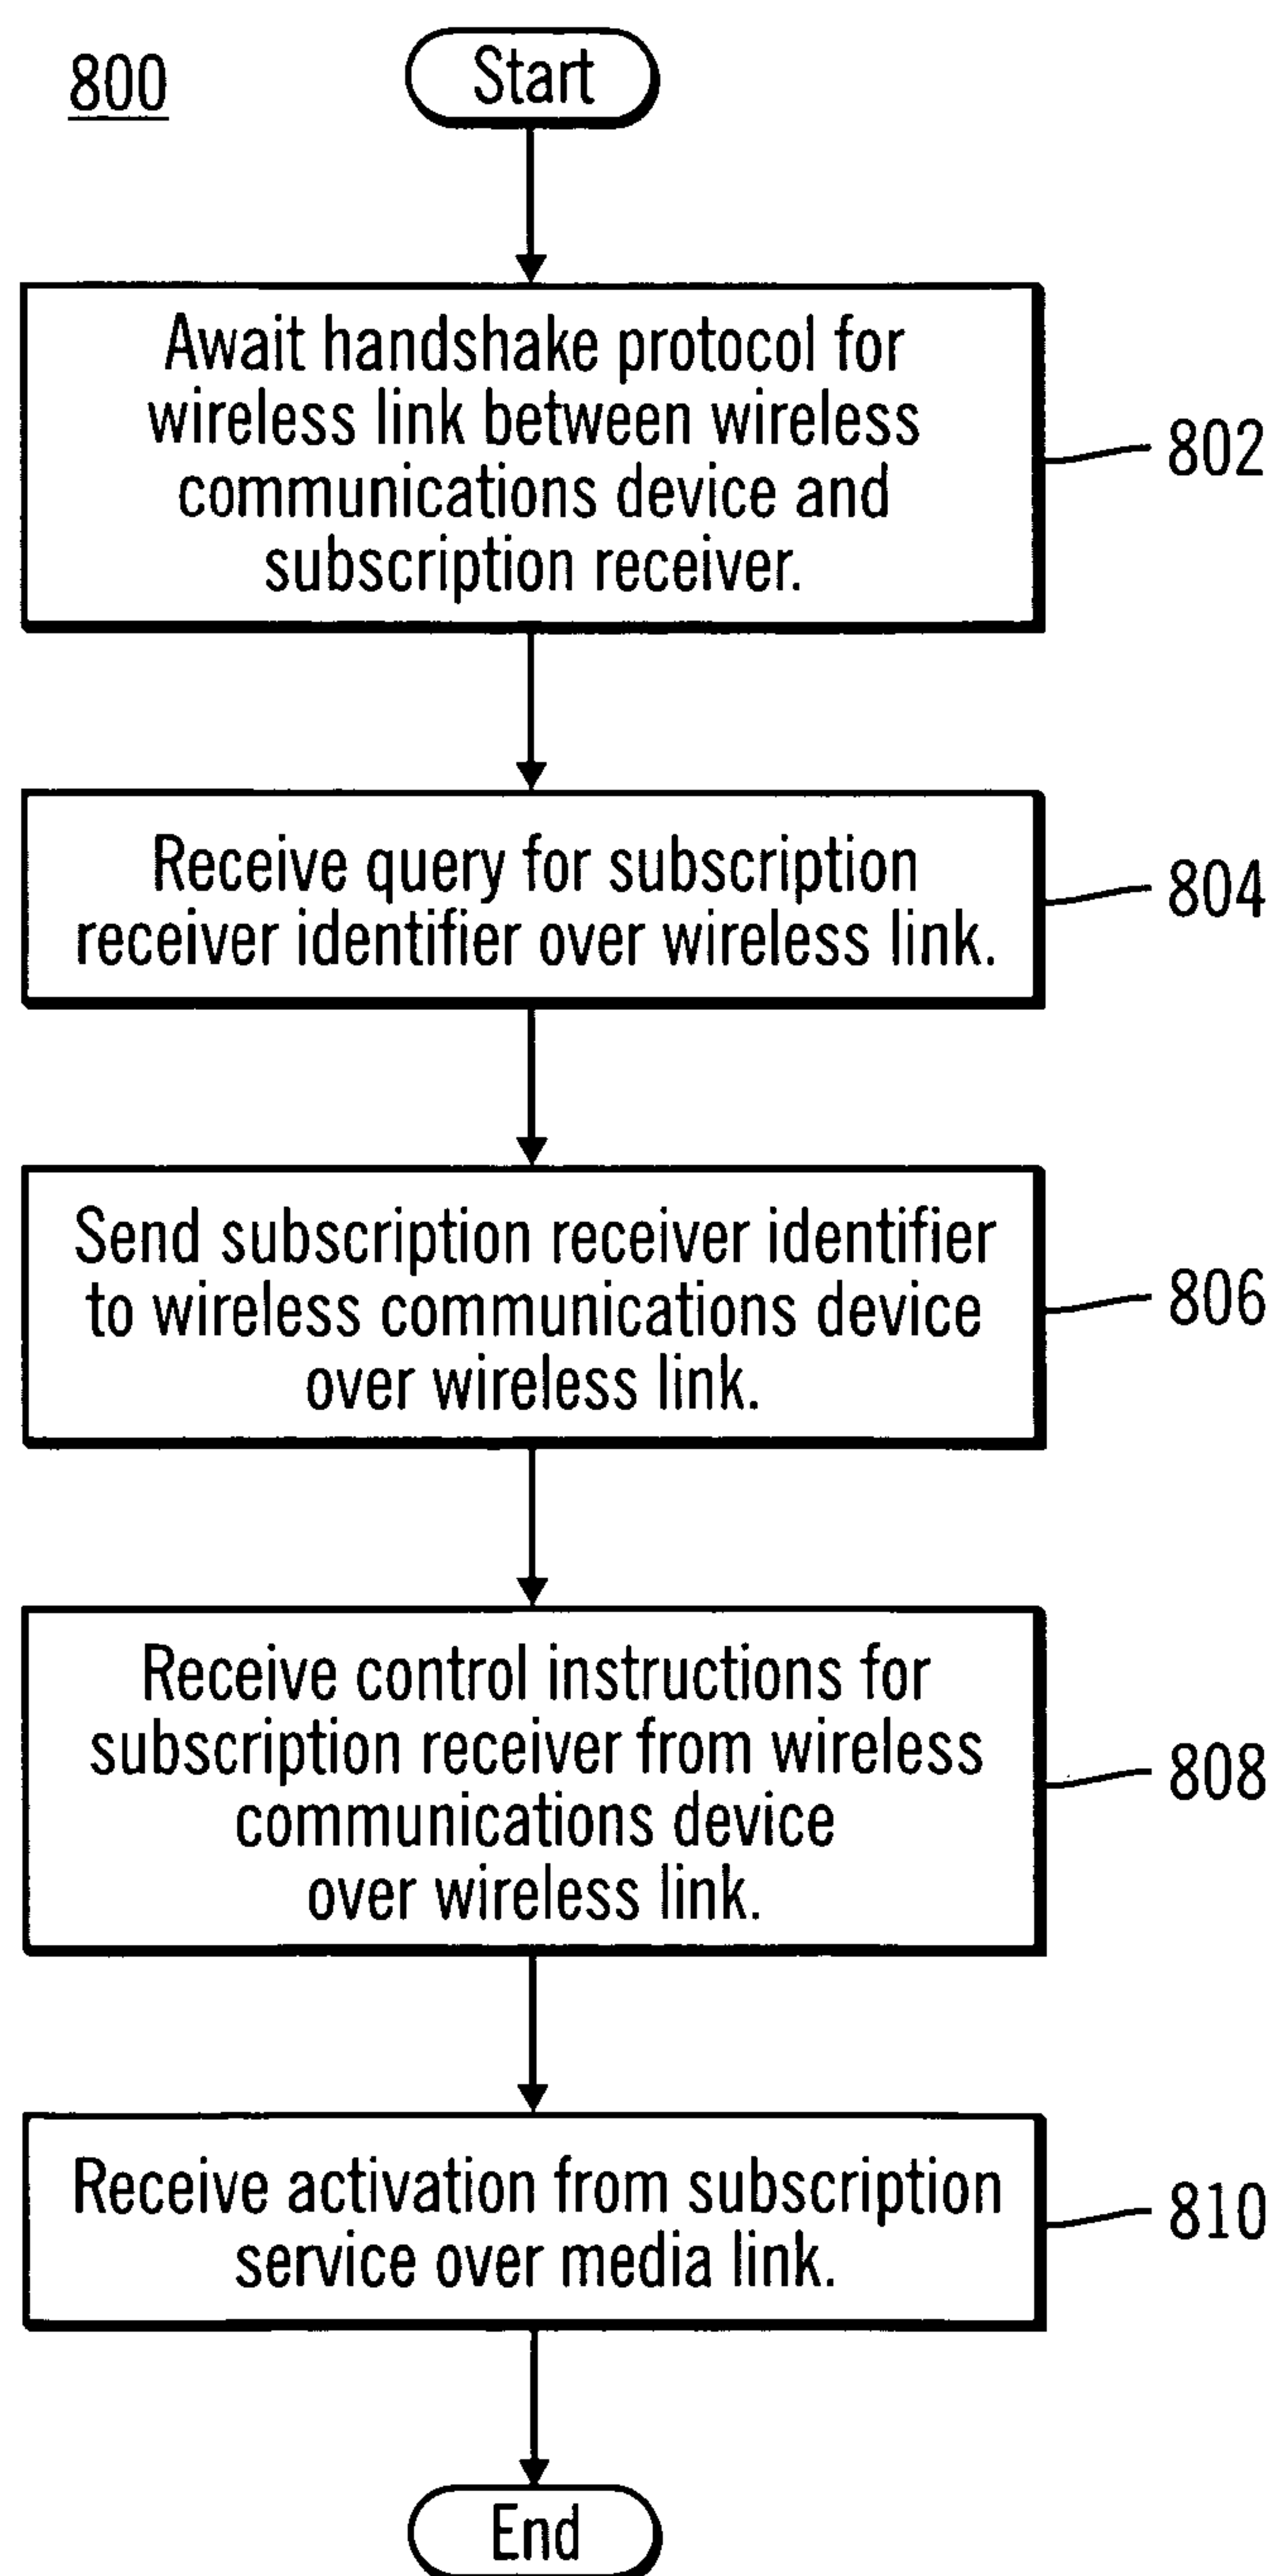 800
Start
Await handshake protocol for
wireless link between wireless
communications device and
subscription receiver.
802
Receive query for subscription
receiver identifier over wireless link.
804
Send subscription receiver identifier
to wireless communications device
over wireless link.
806
Receive control instructions for
subscription receiver from wireless
communications device
over wireless link.
808
Receive activation from subscription
service over media link.
810
End